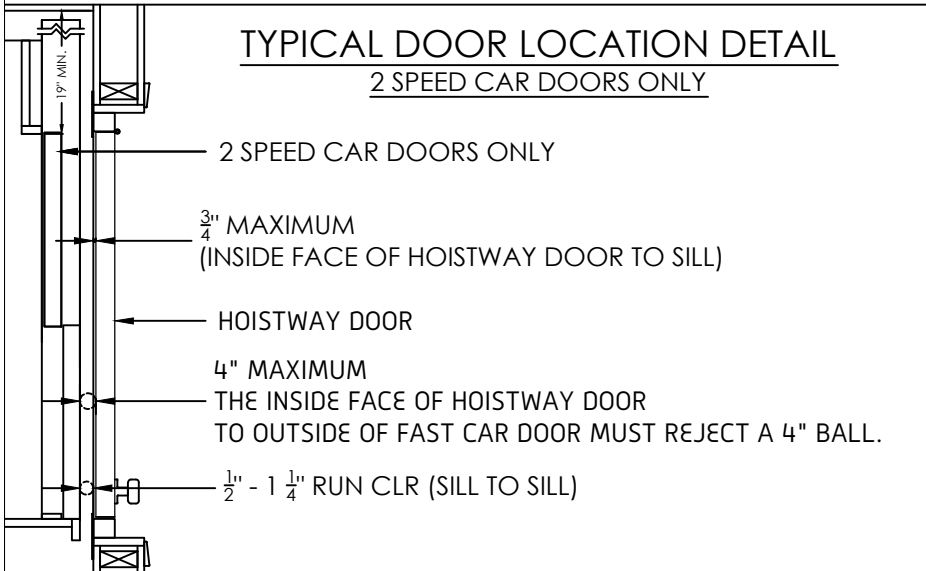 TYPICAL DOOR LOCATION DETAIL
2 SPEED CAR DOORS ONLY
19" MIN.
2 SPEED CAR DOORS ONLY
3/4" MAXIMUM
(INSIDE FACE OF HOISTWAY DOOR TO SILL)
HOISTWAY DOOR
4" MAXIMUM
THE INSIDE FACE OF HOISTWAY DOOR
TO OUTSIDE OF FAST CAR DOOR MUST REJECT A 4" BALL.
1/2" - 1 1/4" RUN CLR (SILL TO SILL)